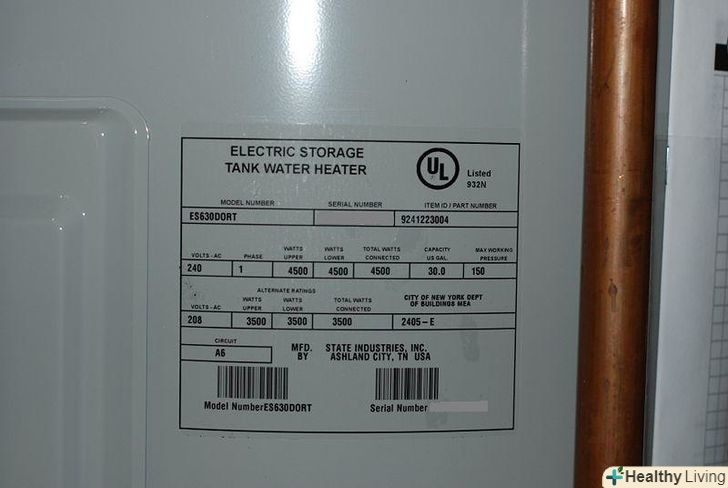 ELECTRIC STORAGE
TANK WATER HEATER
UL
Listed
932N
MODEL NUMBER SERIAL NUMBER ITEM ID / PART NUMBER
ES630DORT 9241223004
VOLTS - AC PHASE WATTS UPPER WATTS LOWER TOTAL WATTS CONNECTED CAPACITY US GAL. MAX WORKING PRESSURE
240 1 4500 4500 4500 30.0 150
ALTERNATE RATINGS
VOLTS - AC WATTS UPPER WATTS LOWER TOTAL WATTS CONNECTED CITY OF NEW YORK DEPT OF BUILDINGS MEA
208 3500 3500 3500 2405-E
CIRCUIT
A6
MFD. BY STATE INDUSTRIES, INC.
ASHLAND CITY, TN USA
Model NumberES630DORT Serial Number
Healthy Living